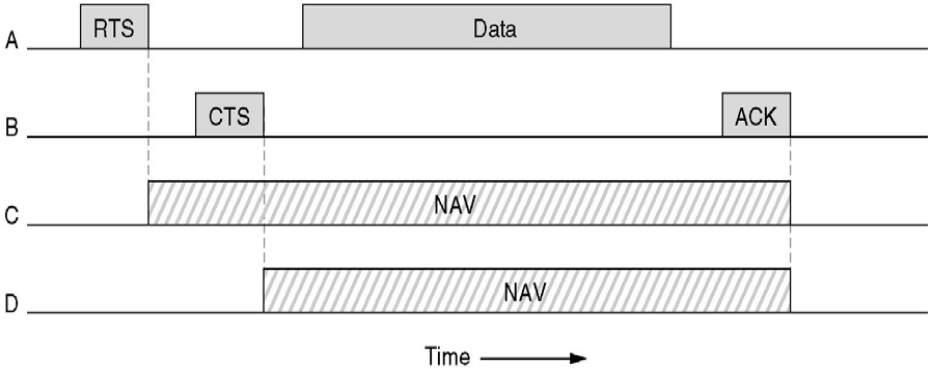 A RTS Data
B CTS ACK
C NAV
D NAV
Time